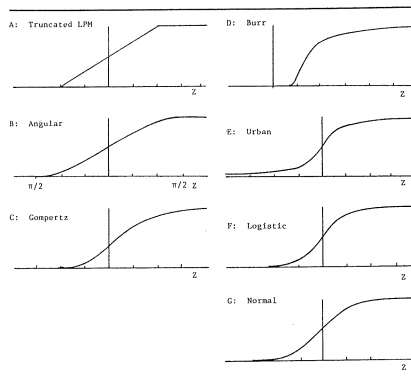 A: Truncated LPM
Z
B: Angular
π/2
π/2 Z
C: Gompertz
Z
D: Burr
Z
E: Urban
Z
F: Logistic
Z
G: Normal
Z